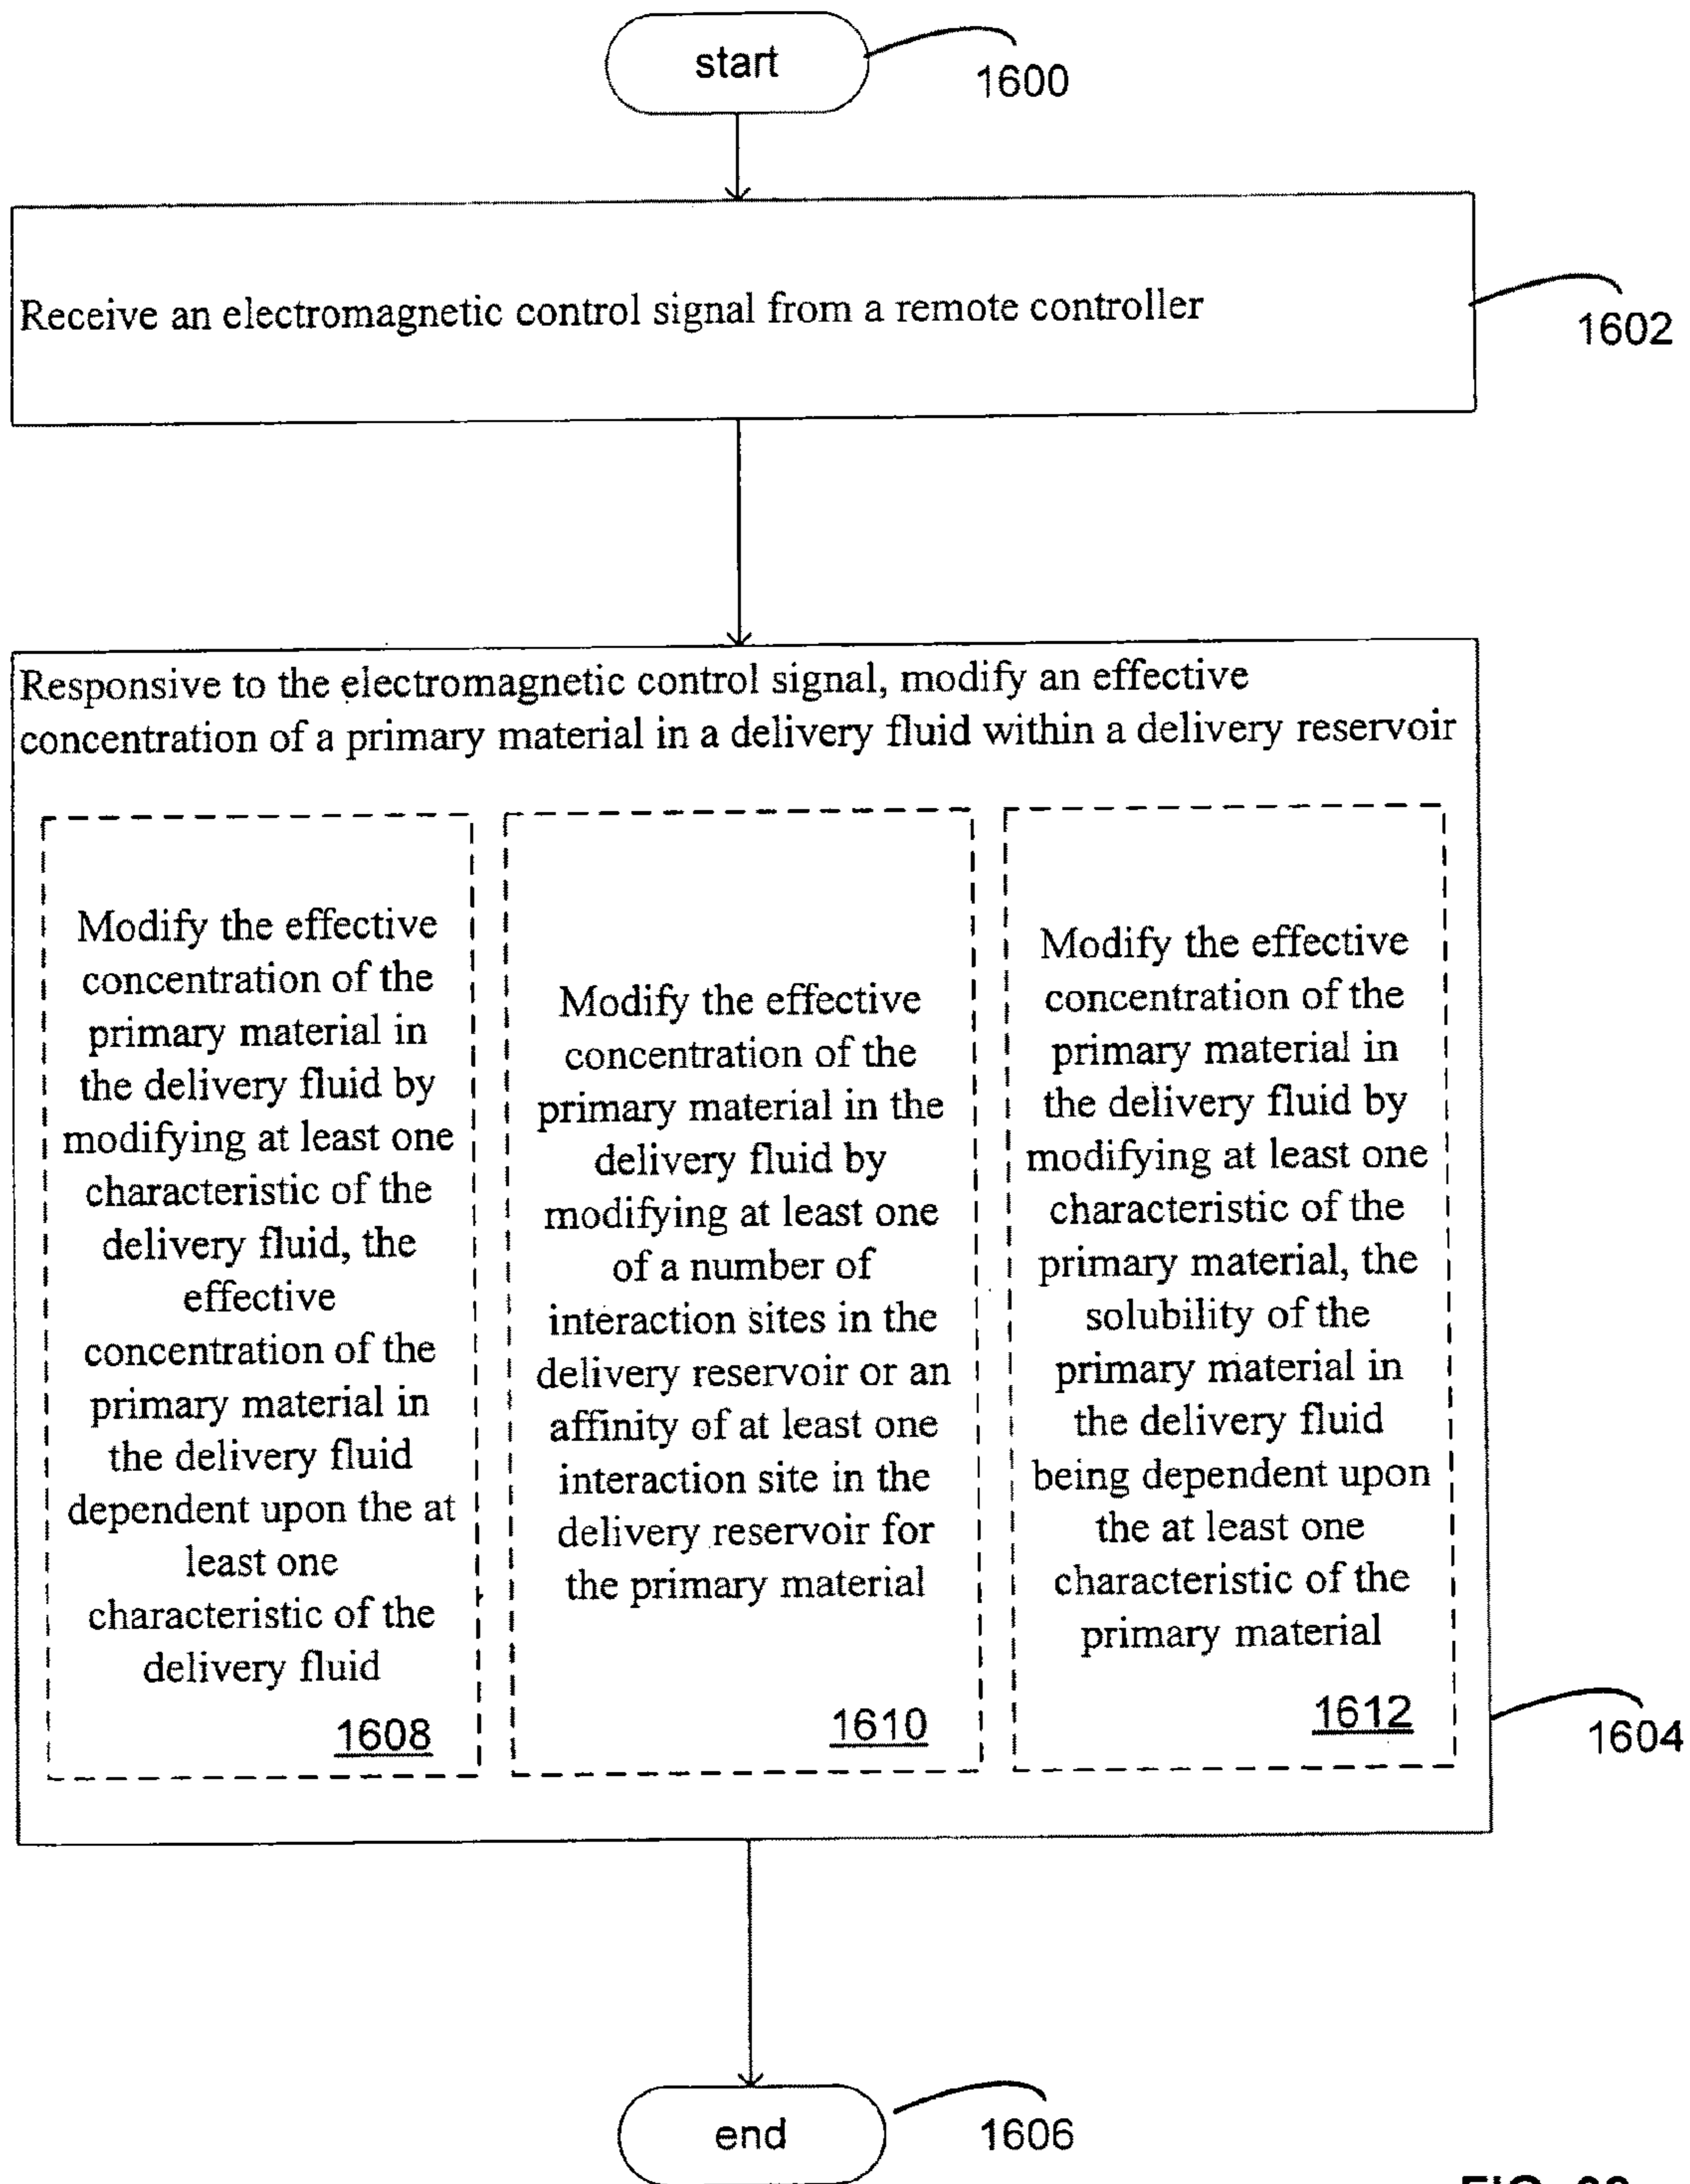 start
1600
Receive an electromagnetic control signal from a remote controller
1602
Responsive to the electromagnetic control signal, modify an effective
concentration of a primary material in a delivery fluid within a delivery reservoir
Modify the effective
concentration of the
primary material in
the delivery fluid by
modifying at least one
characteristic of the
delivery fluid, the
effective
concentration of the
primary material in
the delivery fluid
dependent upon the at
least one
characteristic of the
delivery fluid
1608
Modify the effective
concentration of the
primary material in the
delivery fluid by
modifying at least one
of a number of
interaction sites in the
delivery reservoir or an
affinity of at least one
interaction site in the
delivery reservoir for
the primary material
1610
Modify the effective
concentration of the
primary material in
the delivery fluid by
modifying at least one
characteristic of the
primary material, the
solubility of the
primary material in
the delivery fluid
being dependent upon
the at least one
characteristic of the
primary material
1612
1604
end
1606